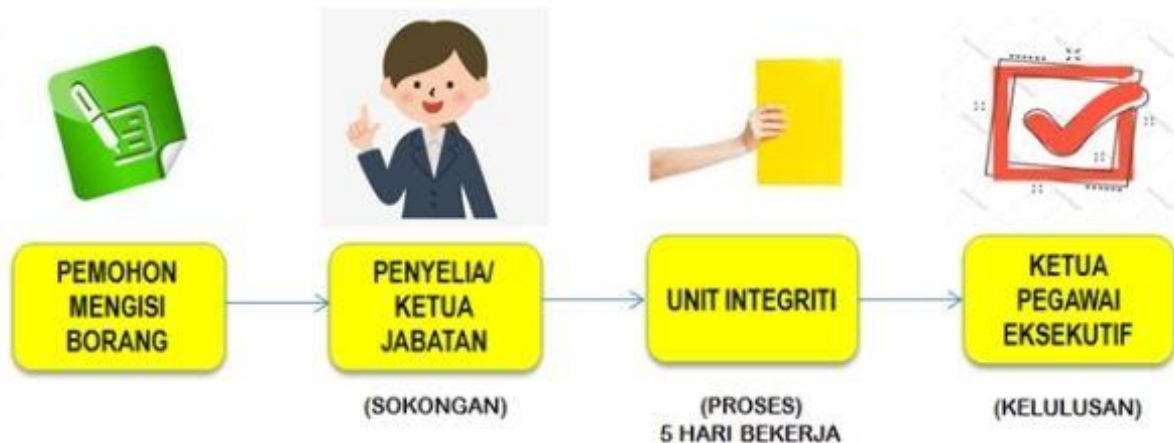 PEMOHON
MENGISI
BORANG
PENYELIA/
KETUA
JABATAN
(SOKONGAN)
UNIT INTEGRITI
(PROSES)
5 HARI BEKERJA
KETUA
PEGAWAI
EKSEKUTIF
(KELULUSAN)